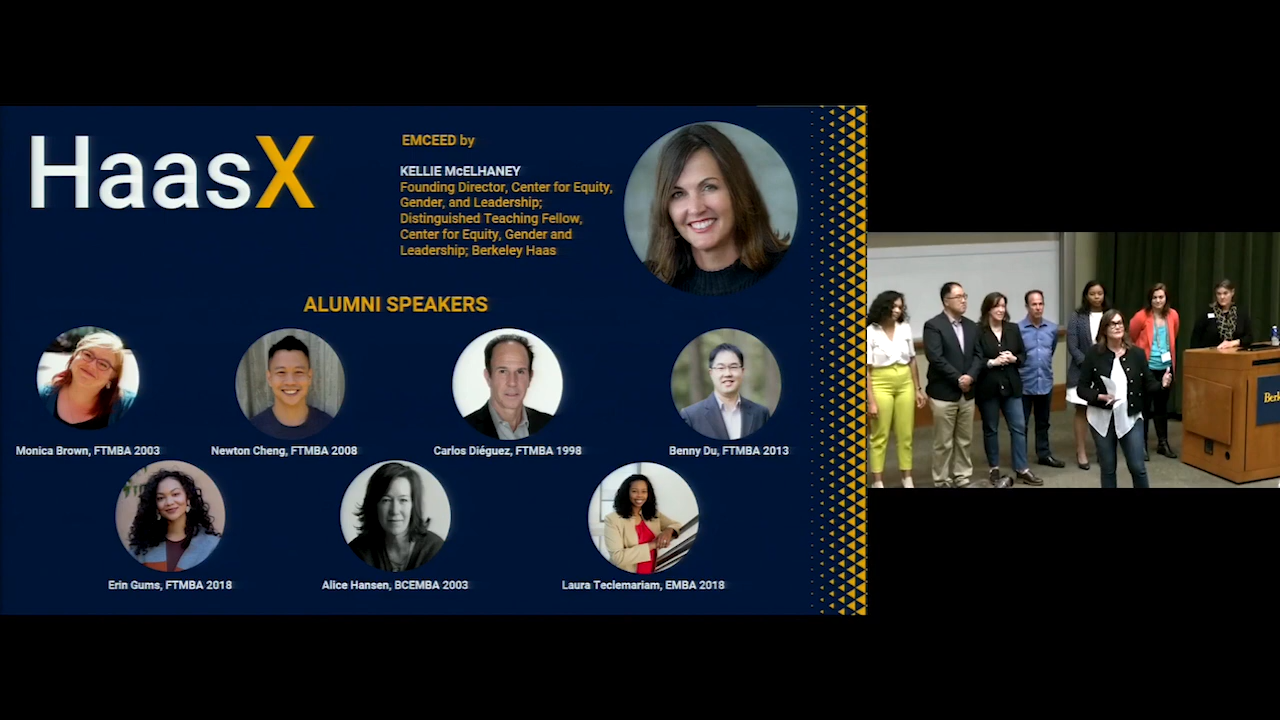 HaasX
EMCEED by
KELLIE McELHANEY
Founding Director, Center for Equity,
Gender, and Leadership;
Distinguished Teaching Fellow,
Center for Equity, Gender and
Leadership; Berkeley Haas
ALUMNI SPEAKERS
Monica Brown, FTMBA 2003
Newton Cheng, FTMBA 2008
Carlos Diéguez, FTMBA 1998
Benny Du, FTMBA 2013
Erin Gums, FTMBA 2018
Alice Hansen, BCEMBA 2003
Laura Teclemariam, EMBA 2018